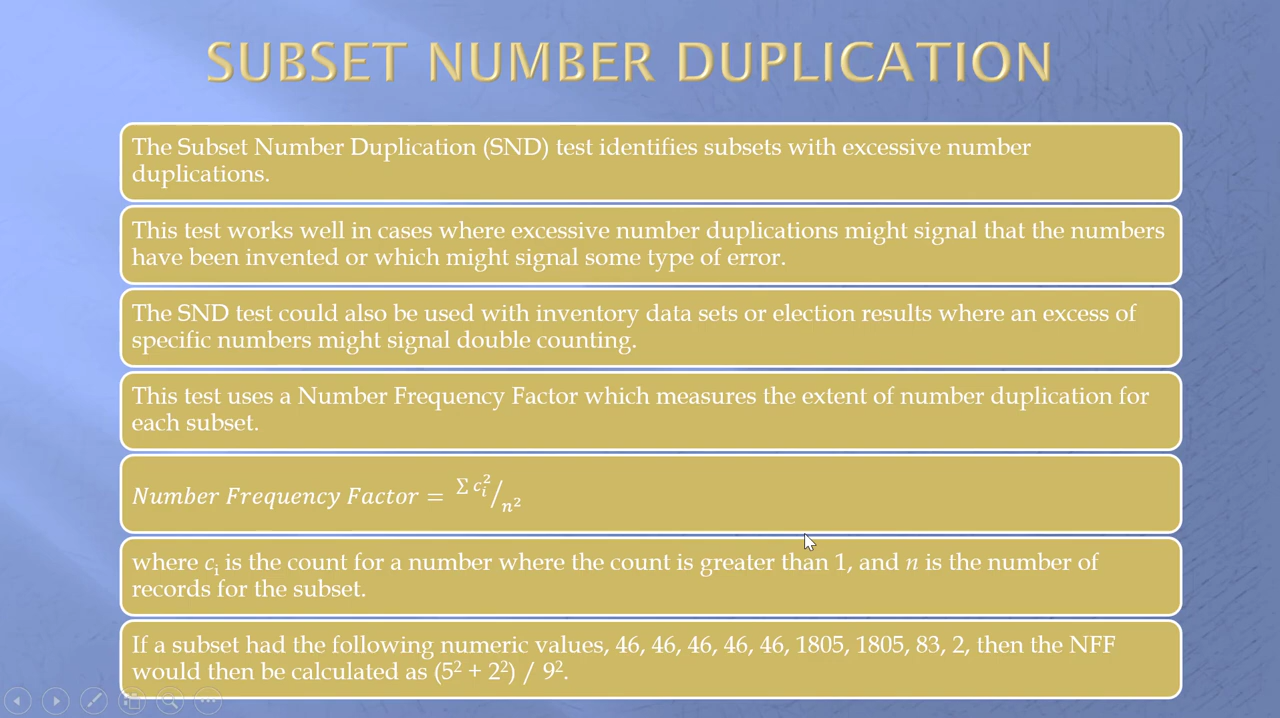 SUBSET NUMBER DUPLICATION
The Subset Number Duplication (SND) test identifies subsets with excessive number
duplications.
This test works well in cases where excessive number duplications might signal that the numbers
have been invented or which might signal some type of error.
The SND test could also be used with inventory data sets or election results where an excess of
specific numbers might signal double counting.
This test uses a Number Frequency Factor which measures the extent of number duplication for
each subset.
Number Frequency Factor = ∑ cᵢ²/n²
where cᵢ is the count for a number where the count is greater than 1, and n is the number of
records for the subset.
If a subset had the following numeric values, 46, 46, 46, 46, 46, 1805, 1805, 83, 2, then the NFF
would then be calculated as (5² + 2²) / 9².